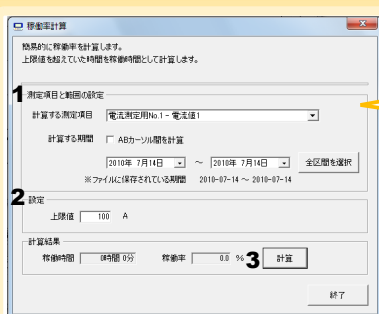 稼働率計算
簡易的に稼働率を計算します。
上限値を超えていた時間を稼働時間として計算します。
1
測定項目と範囲の設定
計算する測定項目 電流測定用No.1 - 電流値1
計算する期間 ABカーソル間を計算
2010年 7月14日 ～ 2010年 7月14日 全区間を選択
※ファイルに保存されている期間 2010-07-14 ～ 2010-07-14
2
設定
上限値 100 A
計算結果
稼働時間 0時間 0分 稼働率 0.0 % 3 計算
終了